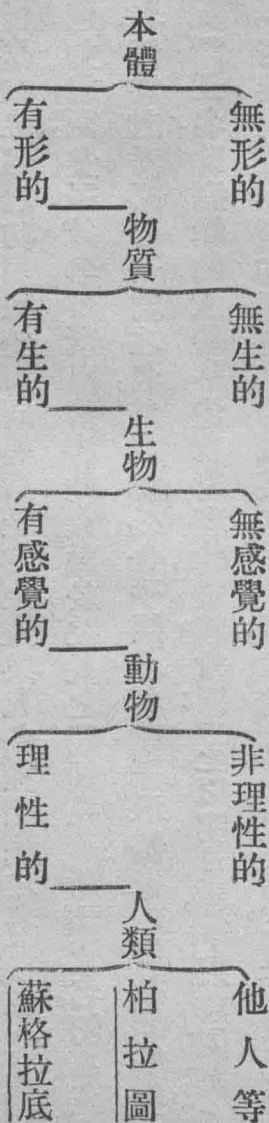 本體
無形的
有形的
物質
無生的
有生的
生物
無感覺的
有感覺的
動物
非理性的
理性的
人類
他人等
柏拉圖
蘇格拉底